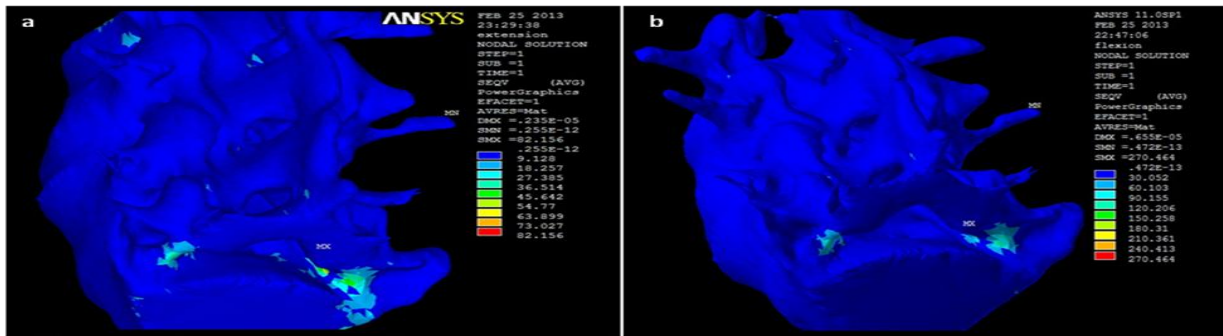 a
ANSYS
FEB 25 2013
23:29:38
extension
NODAL SOLUTION
STEP=1
SUB =1
TIME=1
SEQV (AVG)
PowerGraphics
EFACET=1
AVRES=Mat
DMX =.235E-05
SMN =.255E-12
SMX =82.156
.255E-12
9.128
18.257
27.385
36.514
45.642
54.77
63.899
73.027
82.156
MN
MX
b
ANSYS 11.0SP1
FEB 25 2013
22:47:06
flexion
NODAL SOLUTION
STEP=1
SUB =1
TIME=1
SEQV (AVG)
PowerGraphics
EFACET=1
AVRES=Mat
DMX =.655E-05
SMN =.472E-13
SMX =270.464
.472E-13
30.052
60.103
90.155
120.206
150.258
180.31
210.361
240.413
270.464
MN
MX